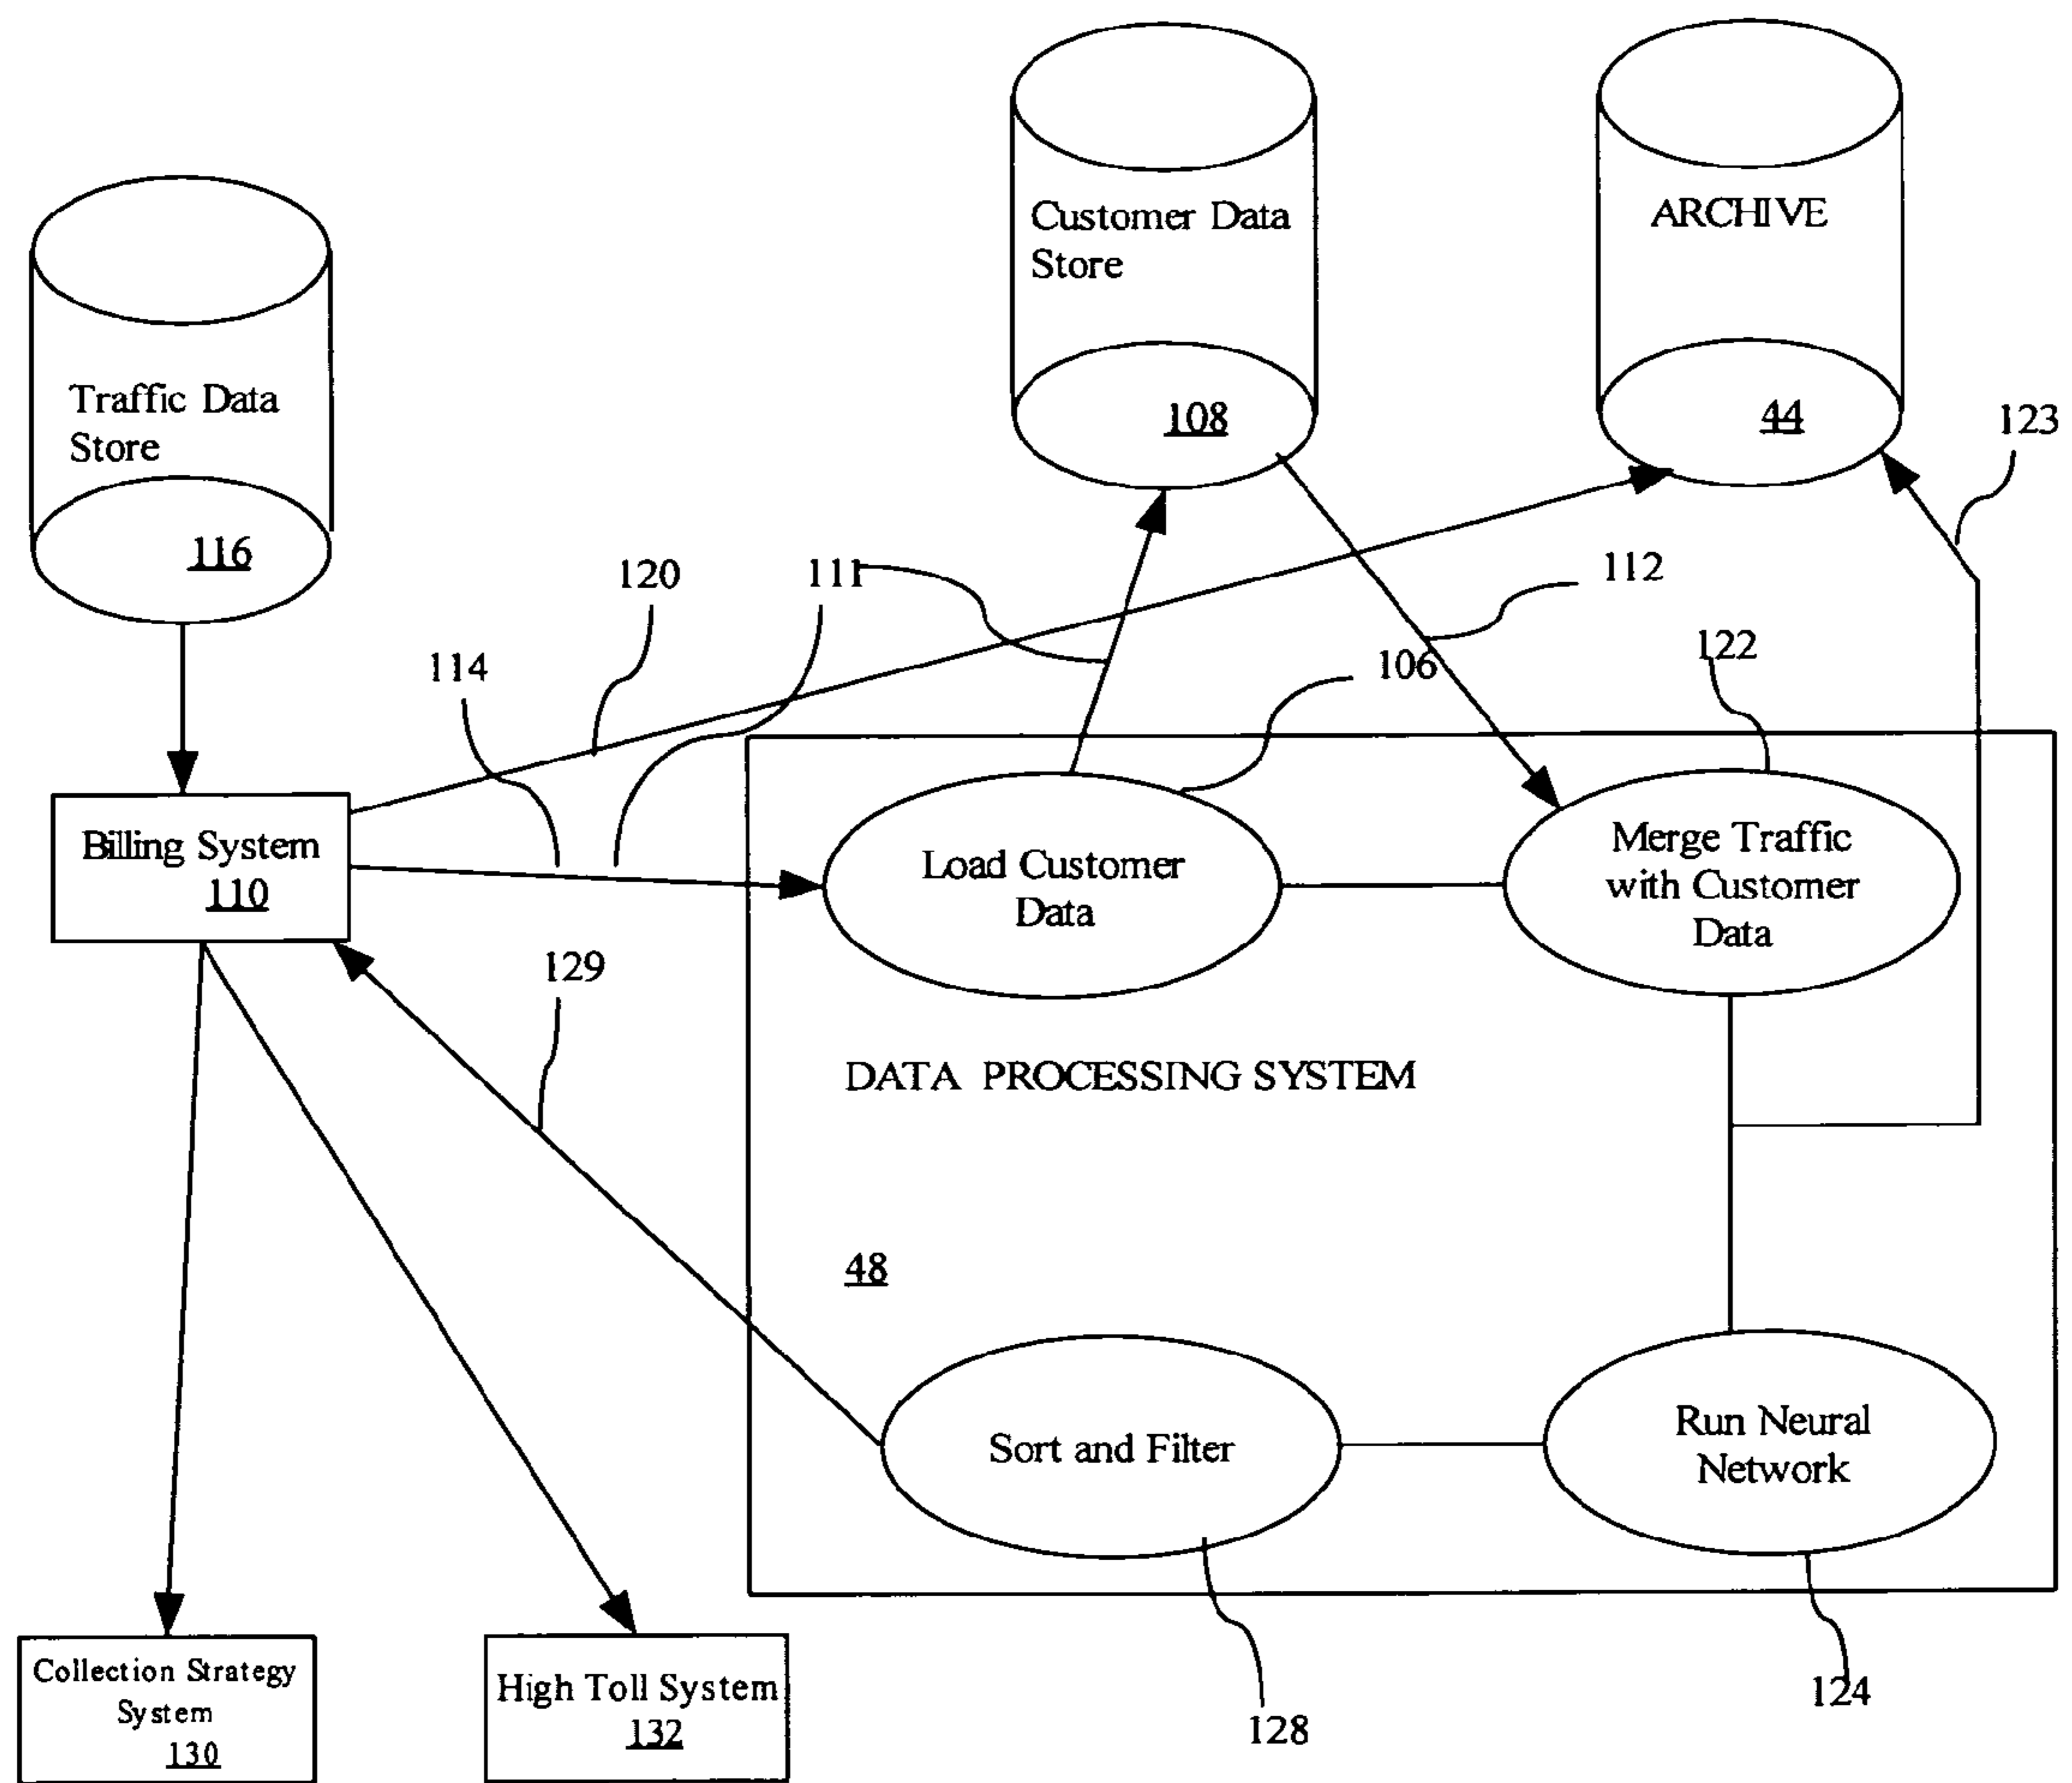 Customer Data
Store
108
ARCHIVE
44
123
Traffic Data
Store
116
120
111
112
114
106
122
Billing System
110
Load Customer
Data
Merge Traffic
with Customer
Data
129
DATA PROCESSING SYSTEM
48
Sort and Filter
Run Neural
Network
Collection Strategy
System
130
High Toll System
132
128
124